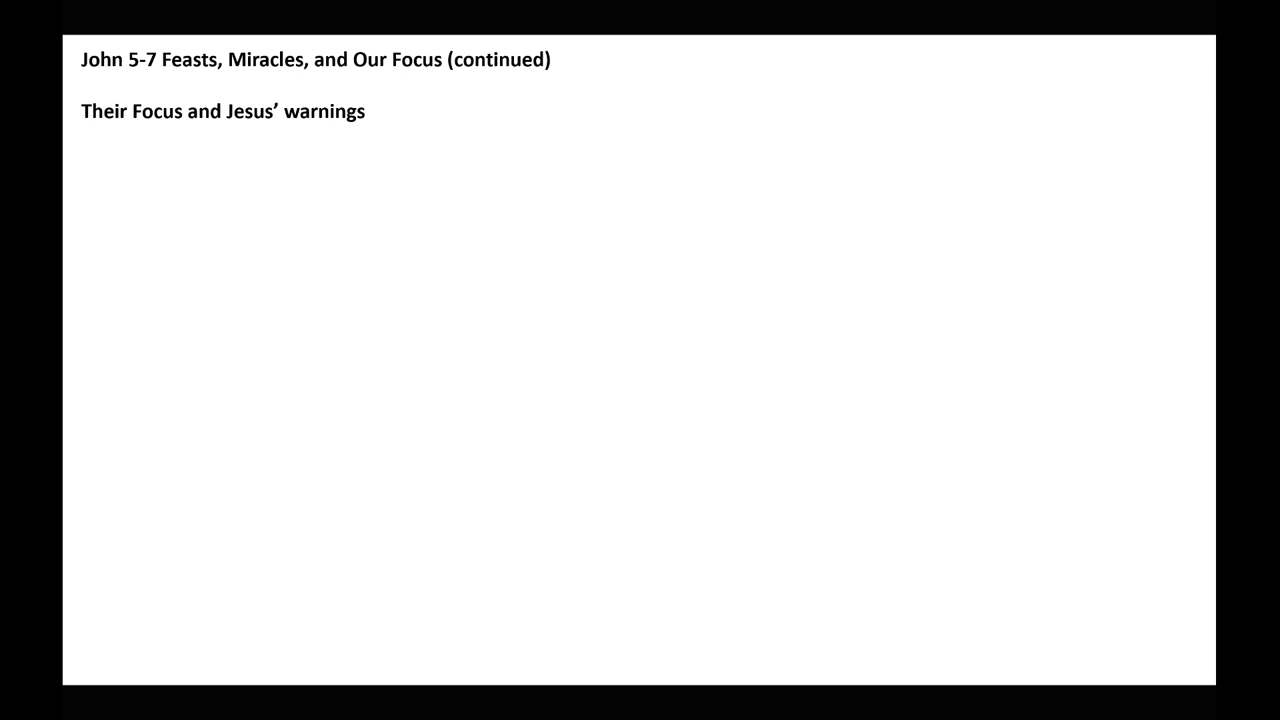 John 5-7 Feasts, Miracles, and Our Focus (continued)
Their Focus and Jesus’ warnings